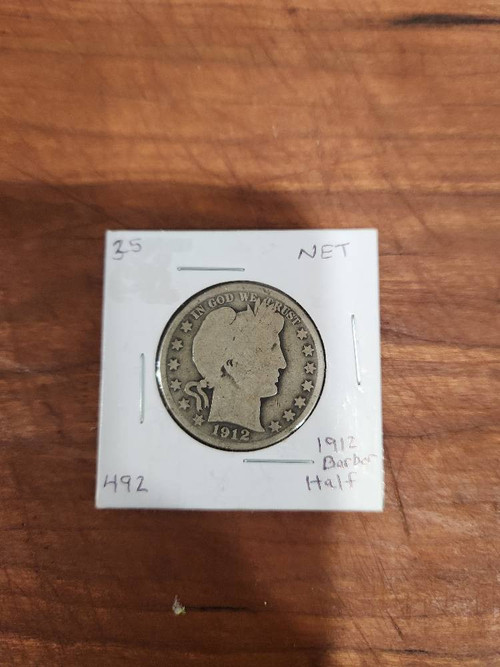 35
NET
IN GOD WE TRUST
1912
1912
Barber
Half
492